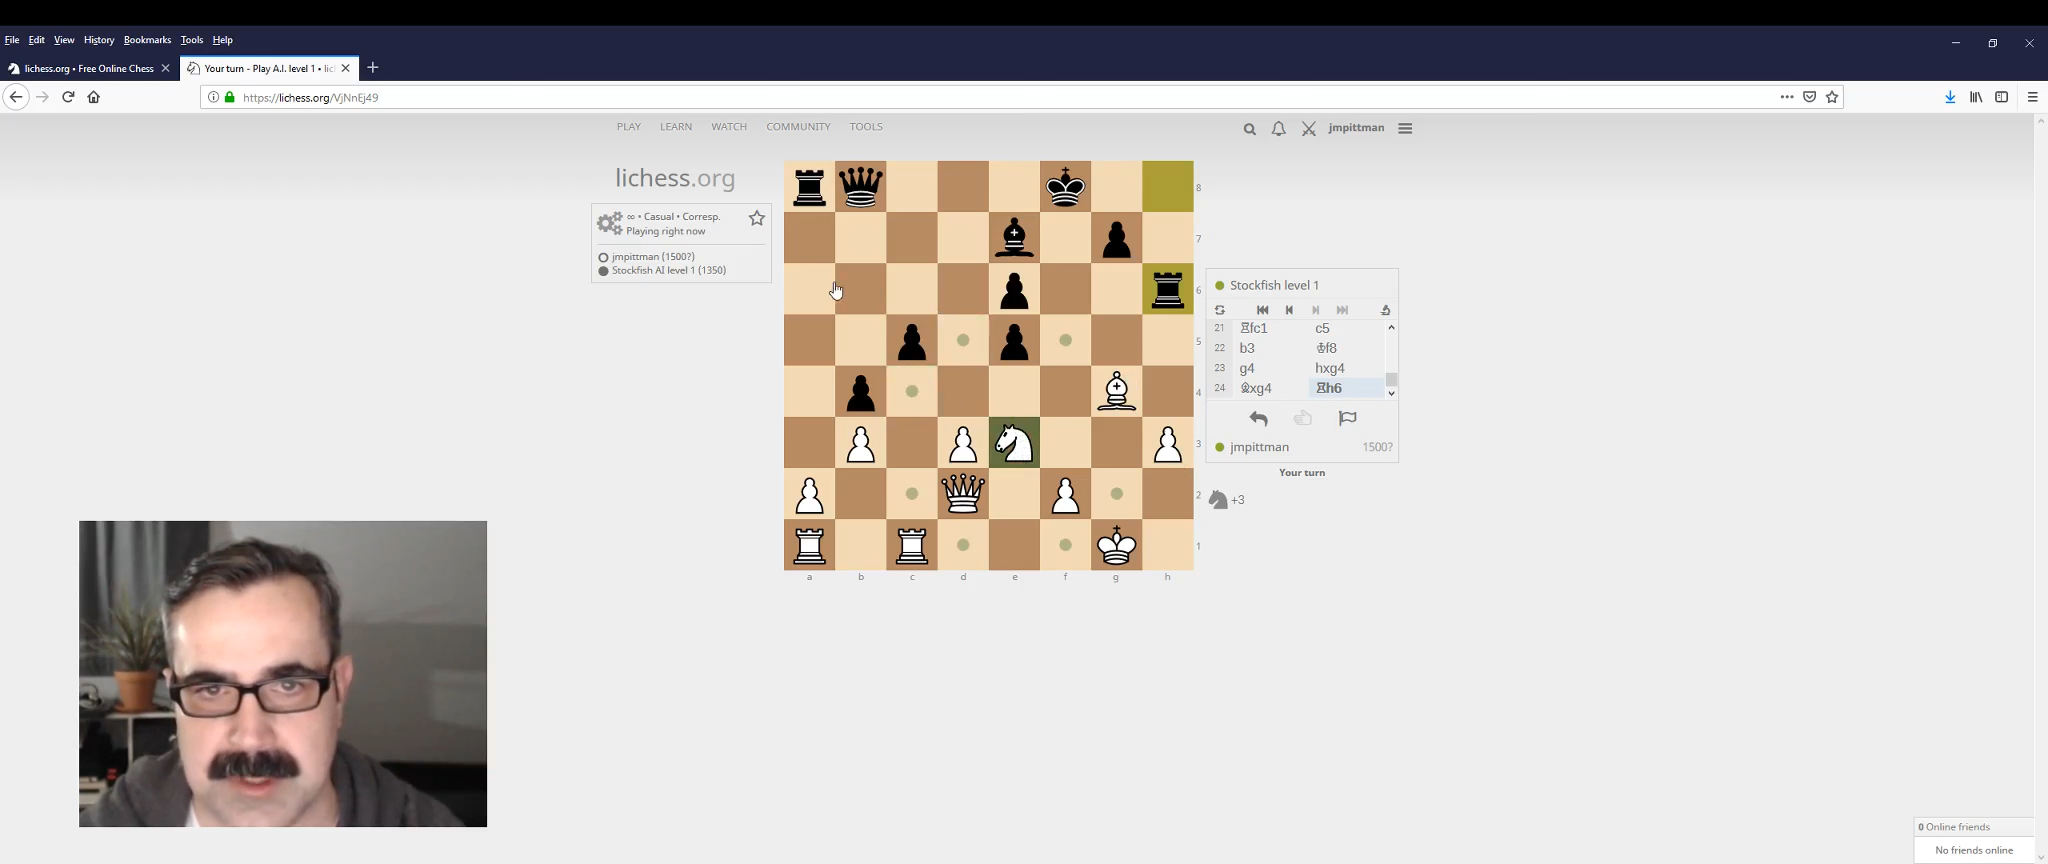 File Edit View History Bookmarks Tools Help
lichess.org • Free Online Chess
Your turn - Play A.I. level 1 • lic
https://lichess.org/VjNnEj49
PLAY LEARN WATCH COMMUNITY TOOLS
jmpittman
lichess.org
∞ • Casual • Corresp.
Playing right now
jmpittman (1500?)
Stockfish AI level 1 (1350)
8
7
6
5
4
3
2
1
a b c d e f g h
Stockfish level 1
21 ♖fc1 c5
22 b3 ♔f8
23 g4 hxg4
24 ♗xg4 ♖h6
jmpittman 1500?
Your turn
+3
0 Online friends
No friends online